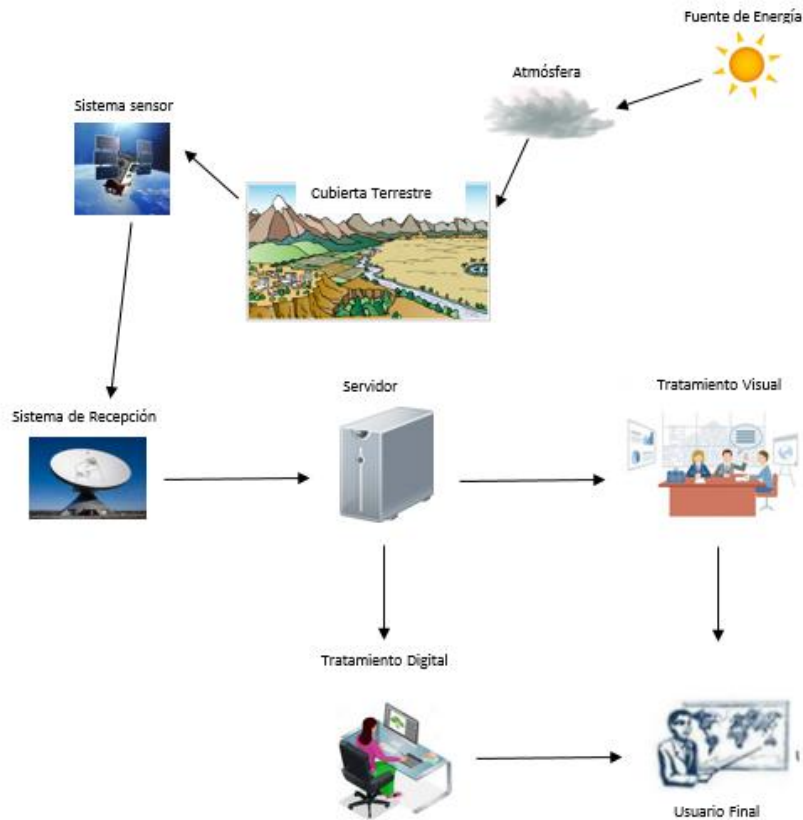 Fuente de Energía
Atmósfera
Sistema sensor
Cubierta Terrestre
Servidor
Tratamiento Visual
Sistema de Recepción
Tratamiento Digital
Usuario Final